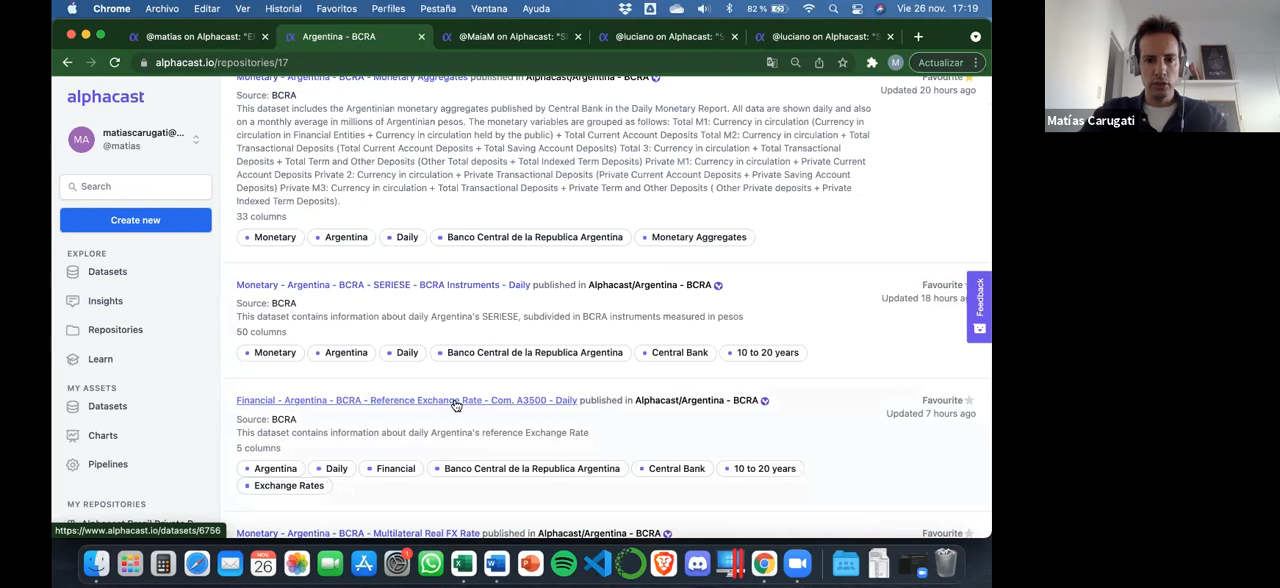 Chrome Archivo Editar Ver Historial Favoritos Perfiles Pestaña Ventana Ayuda 82 % Vie 26 nov. 17:19
@matias on Alphacast: "E × Argentina - BCRA × @MaiaM on Alphacast: "S × @luciano on Alphacast: "S × @luciano on Alphacast: "S × +
alphacast.io/repositories/17 M Actualizar
alphacast
MA matiascarugati@...
@matias
Search
Create new
EXPLORE
Datasets
Insights
Repositories
Learn
MY ASSETS
Datasets
Charts
Pipelines
MY REPOSITORIES
https://www.alphacast.io/datasets/6756
Monetary - Argentina - BCRA - Monetary Aggregates published in Alphacast/Argentina - BCRA Favourite
Updated 20 hours ago
Source: BCRA
This dataset includes the Argentinian monetary aggregates published by Central Bank in the Daily Monetary Report. All data are shown daily and also
on a monthly average in millions of Argentinian pesos. The monetary variables are grouped as follows: Total M1: Currency in circulation (Currency in
circulation in Financial Entities + Currency in circulation held by the public) + Total Current Account Deposits Total M2: Currency in circulation + Total
Transactional Deposits (Total Current Account Deposits + Total Saving Account Deposits) Total 3: Currency in circulation + Total Transactional
Deposits + Total Term and Other Deposits (Other Total deposits + Total Indexed Term Deposits) Private M1: Currency in circulation + Private Current
Account Deposits Private 2: Currency in circulation + Private Transactional Deposits (Private Current Account Deposits + Private Saving Account
Deposits) Private M3: Currency in circulation + Total Transactional Deposits + Private Term and Other Deposits ( Other Private deposits + Private
Indexed Term Deposits).
33 columns
Monetary Argentina Daily Banco Central de la Republica Argentina Monetary Aggregates
Monetary - Argentina - BCRA - SERIESE - BCRA Instruments - Daily published in Alphacast/Argentina - BCRA Favourite
Updated 18 hours
Source: BCRA
This dataset contains information about daily Argentina's SERIESE, subdivided in BCRA instruments measured in pesos
50 columns
Monetary Argentina Daily Banco Central de la Republica Argentina Central Bank 10 to 20 years
Financial - Argentina - BCRA - Reference Exchange Rate - Com. A3500 - Daily published in Alphacast/Argentina - BCRA Favourite
Updated 7 hours ago
Source: BCRA
This dataset contains information about daily Argentina's reference Exchange Rate
5 columns
Argentina Daily Financial Banco Central de la Republica Argentina Central Bank 10 to 20 years
Exchange Rates
Monetary - Argentina - BCRA - Multilateral Real FX Rate published in Alphacast/Argentina - BCRA Favourite
Feedback
NOV
26
1
Matías Carugati